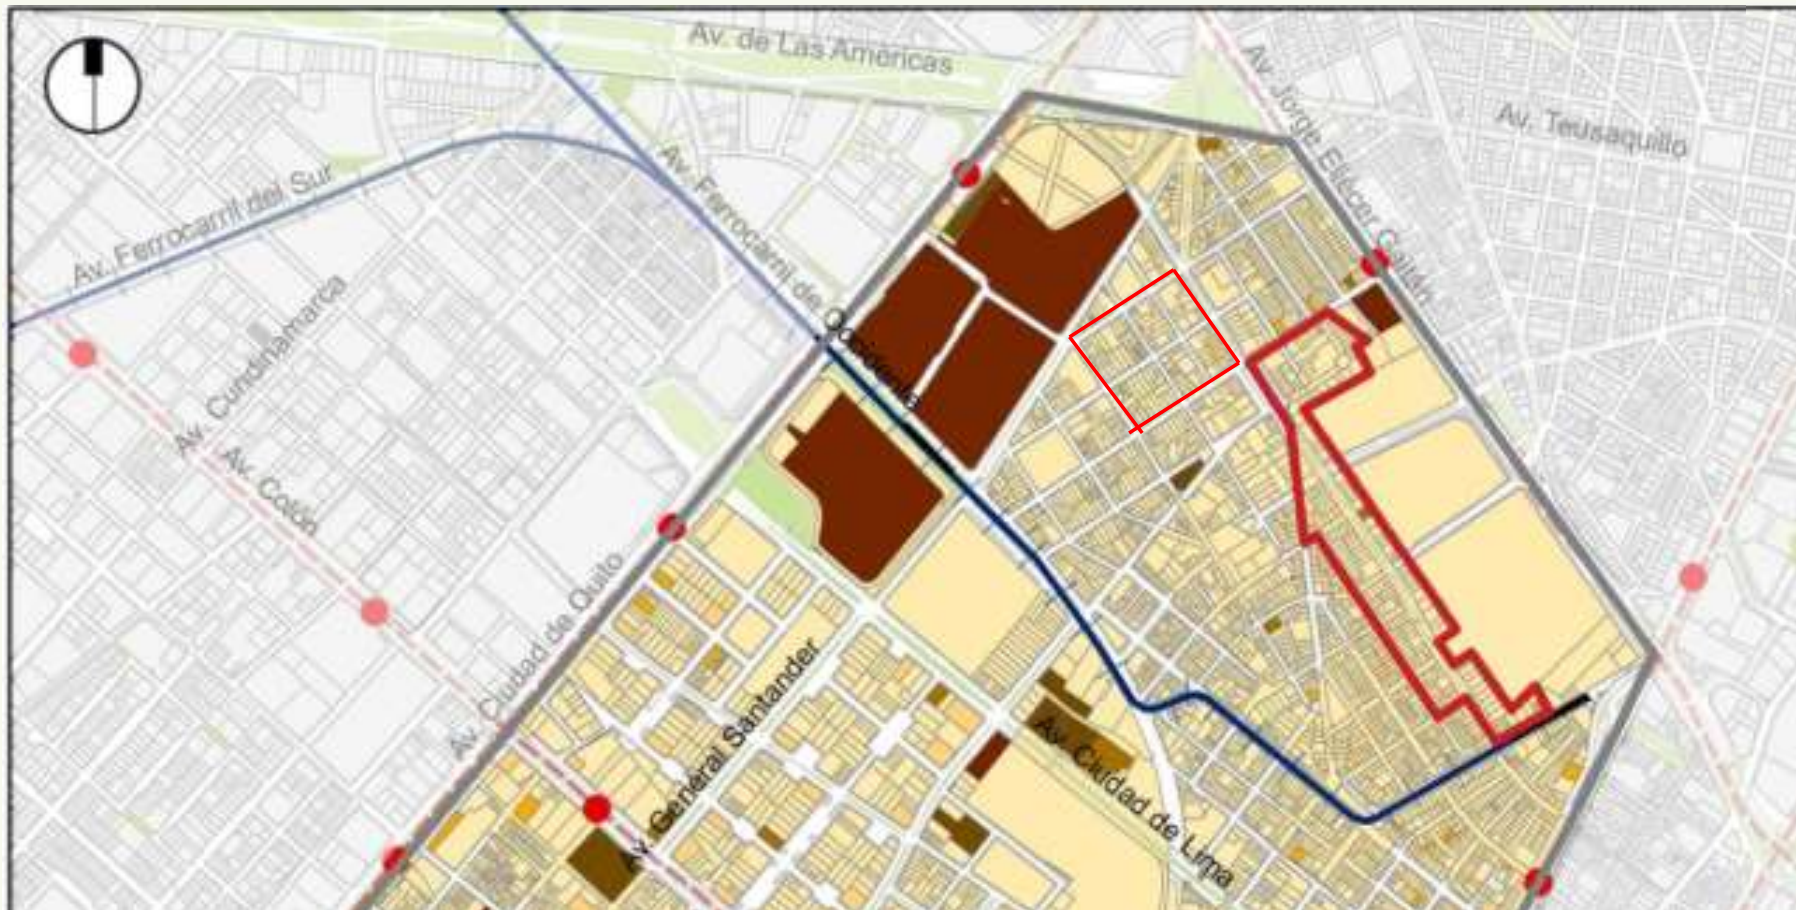 Av. de Las Américas
Av. Jorge Eliécer Gaitán
Av. Teusaquillo
Av. Ferrocarril del Sur
Av. Ferrocarril de Occidente
Av. Cundinamarca
Av. Colón
Av. Ciudad de Quito
Av. General Santander
Av. Ciudad de Lima